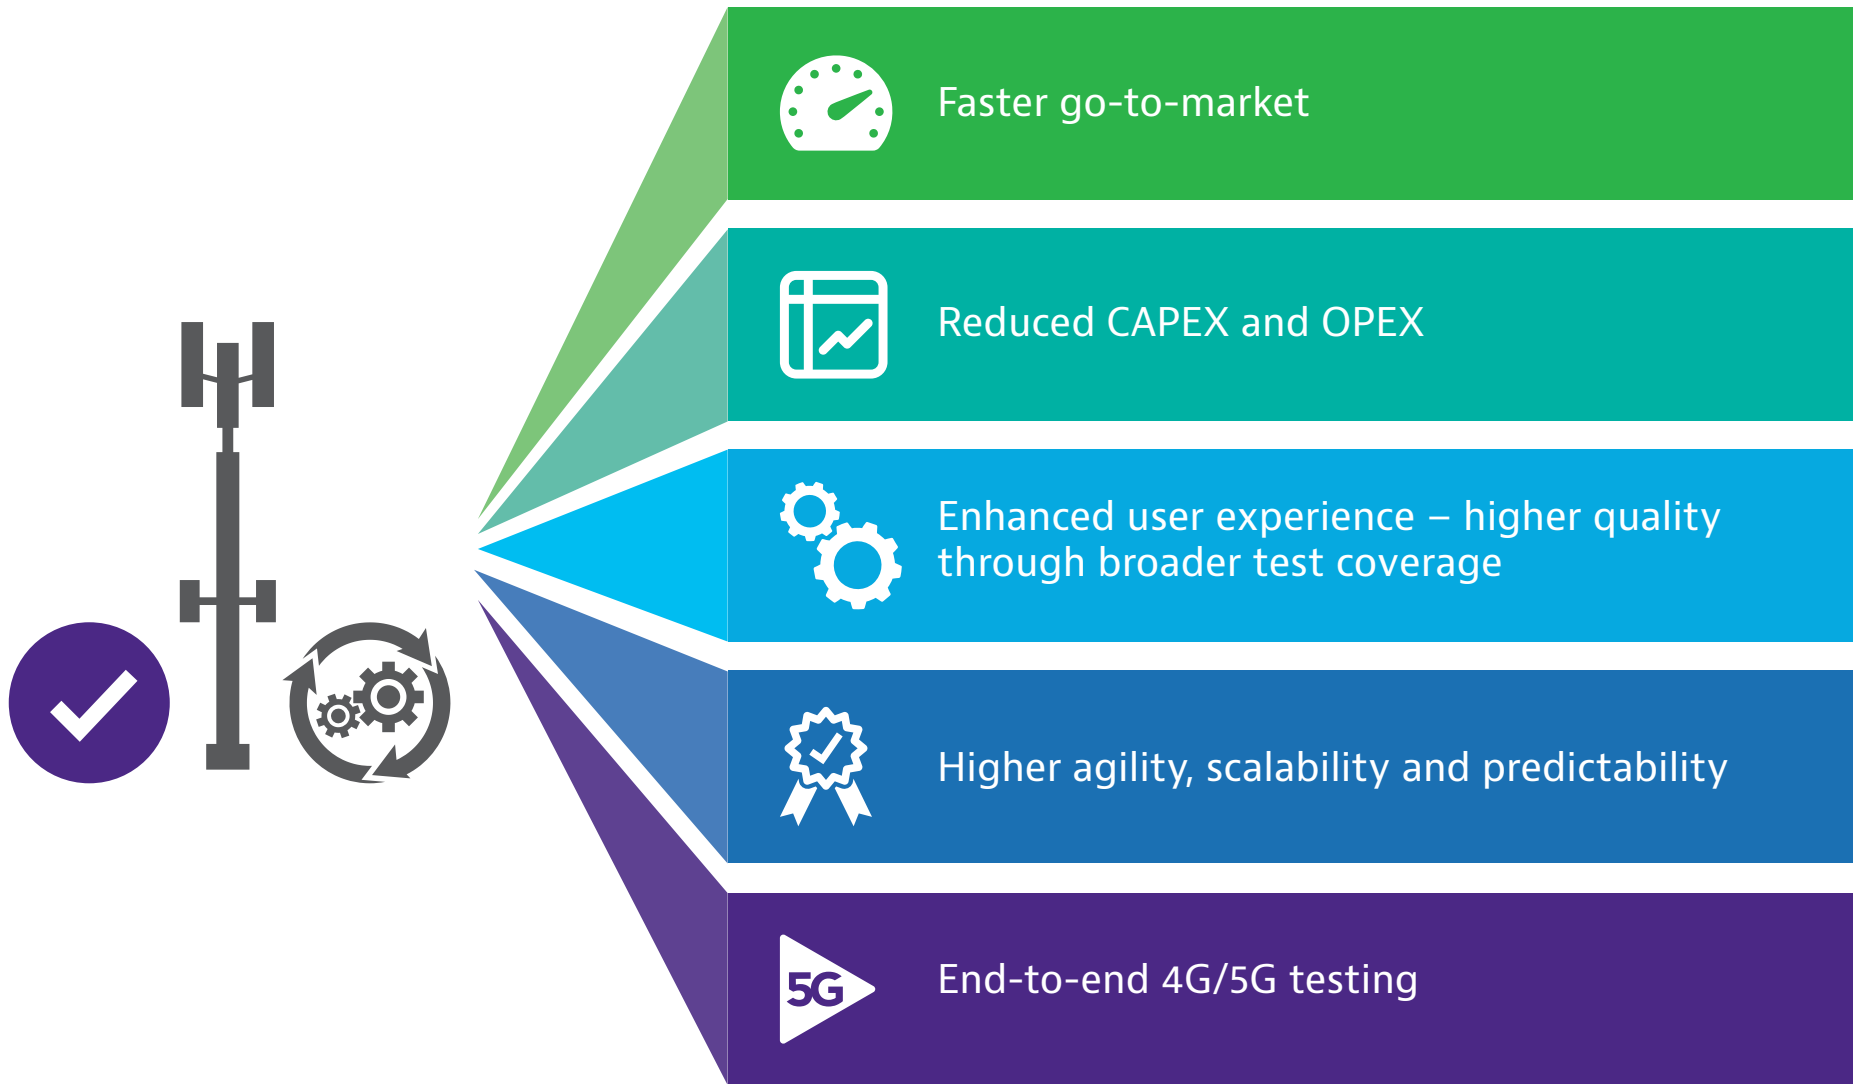 Faster go-to-market
Reduced CAPEX and OPEX
Enhanced user experience – higher quality
through broader test coverage
Higher agility, scalability and predictability
5G
End-to-end 4G/5G testing